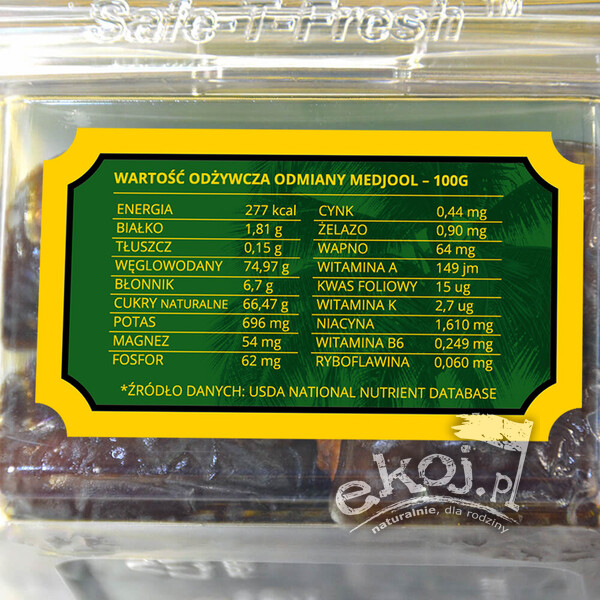 Safe-T-Fresh™
WARTOŚĆ ODŻYWCZA ODMIANY MEDJOOL – 100G
ENERGIA 277 kcal
BIAŁKO 1,81 g
TŁUSZCZ 0,15 g
WĘGLOWODANY 74,97 g
BŁONNIK 6,7 g
CUKRY NATURALNE 66,47 g
POTAS 696 mg
MAGNEZ 54 mg
FOSFOR 62 mg
CYNK 0,44 mg
ŻELAZO 0,90 mg
WAPNO 64 mg
WITAMINA A 149 jm
KWAS FOLIOWY 15 ug
WITAMINA K 2,7 ug
NIACYNA 1,610 mg
WITAMINA B6 0,249 mg
RYBOFLAWINA 0,060 mg
*ŹRÓDŁO DANYCH: USDA NATIONAL NUTRIENT DATABASE
ekoj.pl
naturalnie, dla rodziny